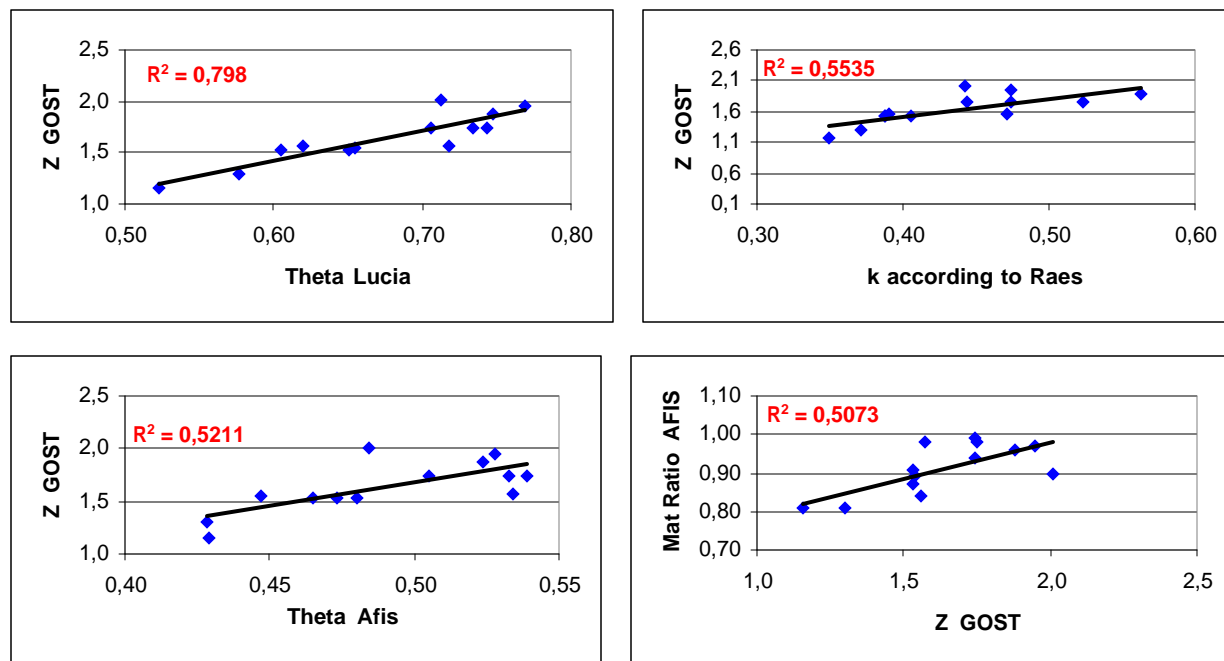 2,5
2,0
1,5
1,0
Z GOST
R² = 0,798
0,50 0,60 0,70 0,80
Theta Lucia
2,6
2,1
1,6
1,1
0,6
0,1
Z GOST
R² = 0,5535
0,30 0,40 0,50 0,60
k according to Raes
2,5
2,0
1,5
1,0
Z GOST
R² = 0,5211
0,40 0,45 0,50 0,55
Theta Afis
1,10
1,00
0,90
0,80
0,70
Mat Ratio AFIS
R² = 0,5073
1,0 1,5 2,0 2,5
Z GOST